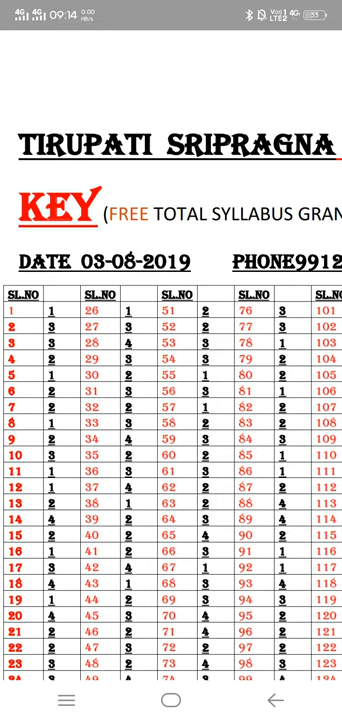 4G 4G 09:14 0.00 KB/s Vo)) 1 LTE2 4G 33
TIRUPATI SRIPRAGNA
KEY (FREE TOTAL SYLLABUS GRAN
DATE 03-08-2019 PHONE9912
SL.NO SL.NO SL.NO SL.NO SL.NO
1 1 26 1 51 2 76 3 101
2 3 27 3 52 2 77 3 102
3 3 28 4 53 3 78 1 103
4 2 29 3 54 3 79 2 104
5 1 30 2 55 1 80 2 105
6 2 31 3 56 3 81 1 106
7 2 32 2 57 1 82 2 107
8 1 33 3 58 2 83 2 108
9 2 34 4 59 3 84 3 109
10 3 35 2 60 2 85 1 110
11 1 36 3 61 3 86 1 111
12 1 37 4 62 2 87 2 112
13 2 38 1 63 2 88 4 113
14 4 39 2 64 3 89 4 114
15 2 40 2 65 4 90 2 115
16 1 41 2 66 3 91 1 116
17 3 42 4 67 1 92 1 117
18 4 43 1 68 3 93 4 118
19 1 44 2 69 3 94 3 119
20 4 45 3 70 4 95 2 120
21 2 46 2 71 4 96 2 121
22 2 47 3 72 2 97 2 122
23 3 48 2 73 4 98 3 123
24 3 49 4 74 3 99 4 124